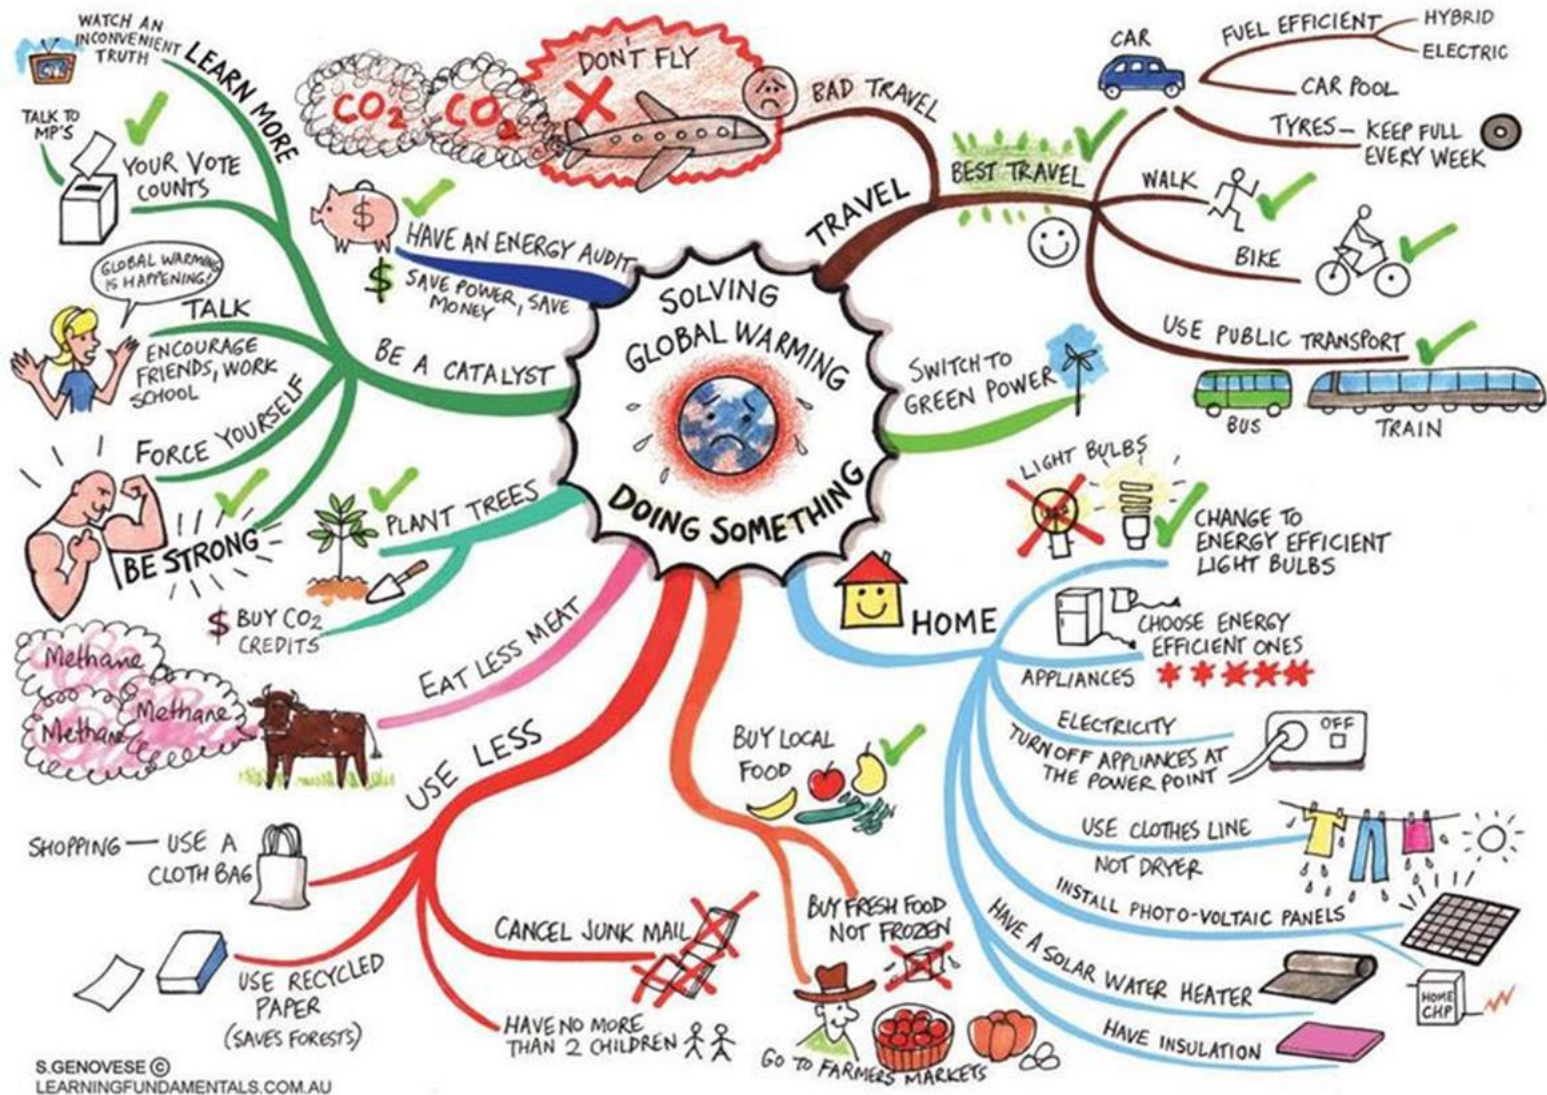 SOLVING
GLOBAL WARMING
DOING SOMETHING
TRAVEL
BAD TRAVEL
DON'T FLY
CO2
CO2
BEST TRAVEL
CAR
FUEL EFFICIENT
HYBRID
ELECTRIC
CAR POOL
TYRES – KEEP FULL
EVERY WEEK
WALK
BIKE
USE PUBLIC TRANSPORT
BUS
TRAIN
SWITCH TO
GREEN POWER
HOME
LIGHT BULBS
CHANGE TO
ENERGY EFFICIENT
LIGHT BULBS
APPLIANCES
CHOOSE ENERGY
EFFICIENT ONES
ELECTRICITY
TURN OFF APPLIANCES AT
THE POWER POINT
OFF
USE CLOTHES LINE
NOT DRYER
INSTALL PHOTO-VOLTAIC PANELS
HOME
CHP
HAVE A SOLAR WATER HEATER
HAVE INSULATION
BUY LOCAL
FOOD
BUY FRESH FOOD
NOT FROZEN
GO TO FARMERS MARKETS
USE LESS
SHOPPING — USE A
CLOTH BAG
USE RECYCLED
PAPER
(SAVES FORESTS)
CANCEL JUNK MAIL
HAVE NO MORE
THAN 2 CHILDREN
EAT LESS MEAT
Methane
Methane
Methane
PLANT TREES
$ BUY CO2
CREDITS
BE A CATALYST
LEARN MORE
WATCH AN
INCONVENIENT
TRUTH
YOUR VOTE
COUNTS
TALK TO
MP'S
TALK
ENCOURAGE
FRIENDS, WORK
SCHOOL
GLOBAL WARMING
IS HAPPENING!
FORCE YOURSELF
BE STRONG
HAVE AN ENERGY AUDIT
$
$ SAVE POWER, SAVE
MONEY
S.GENOVESE ©
LEARNINGFUNDAMENTALS.COM.AU